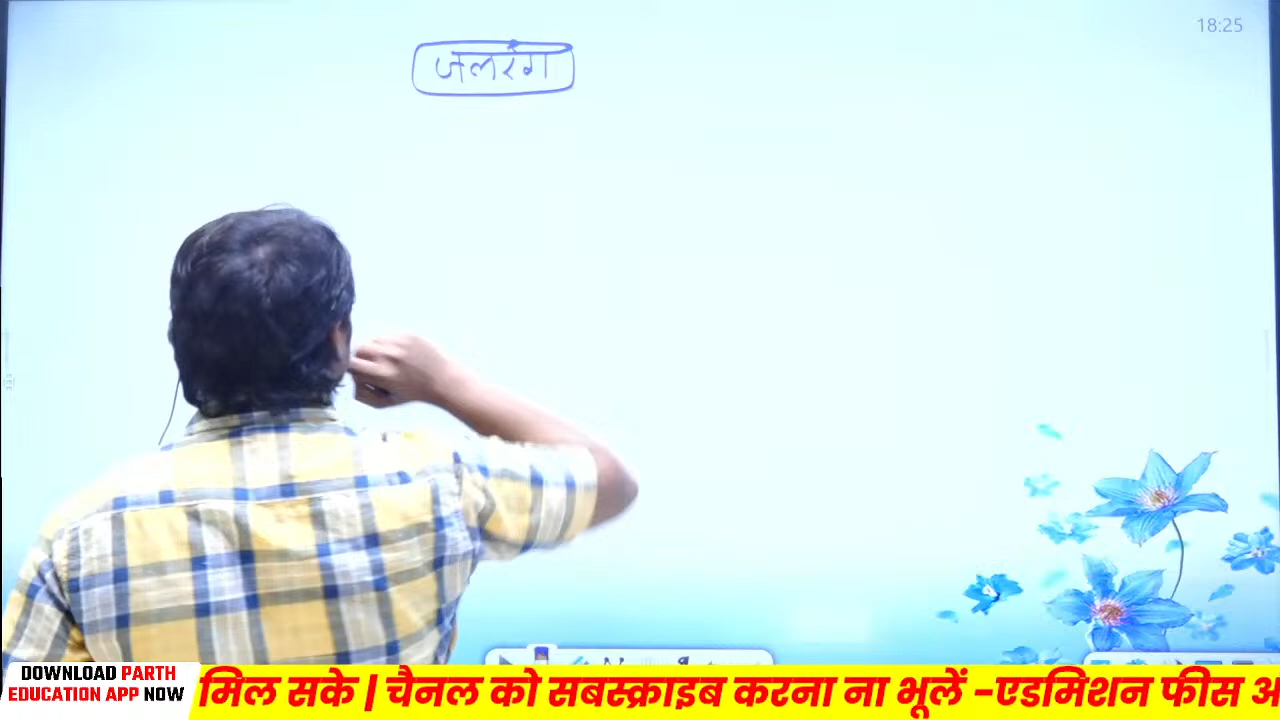 18:25
जलरंग
DOWNLOAD PARTH
EDUCATION APP NOW
मिल सके | चैनल को सबस्क्राइब करना ना भूलें -एडमिशन फीस अ